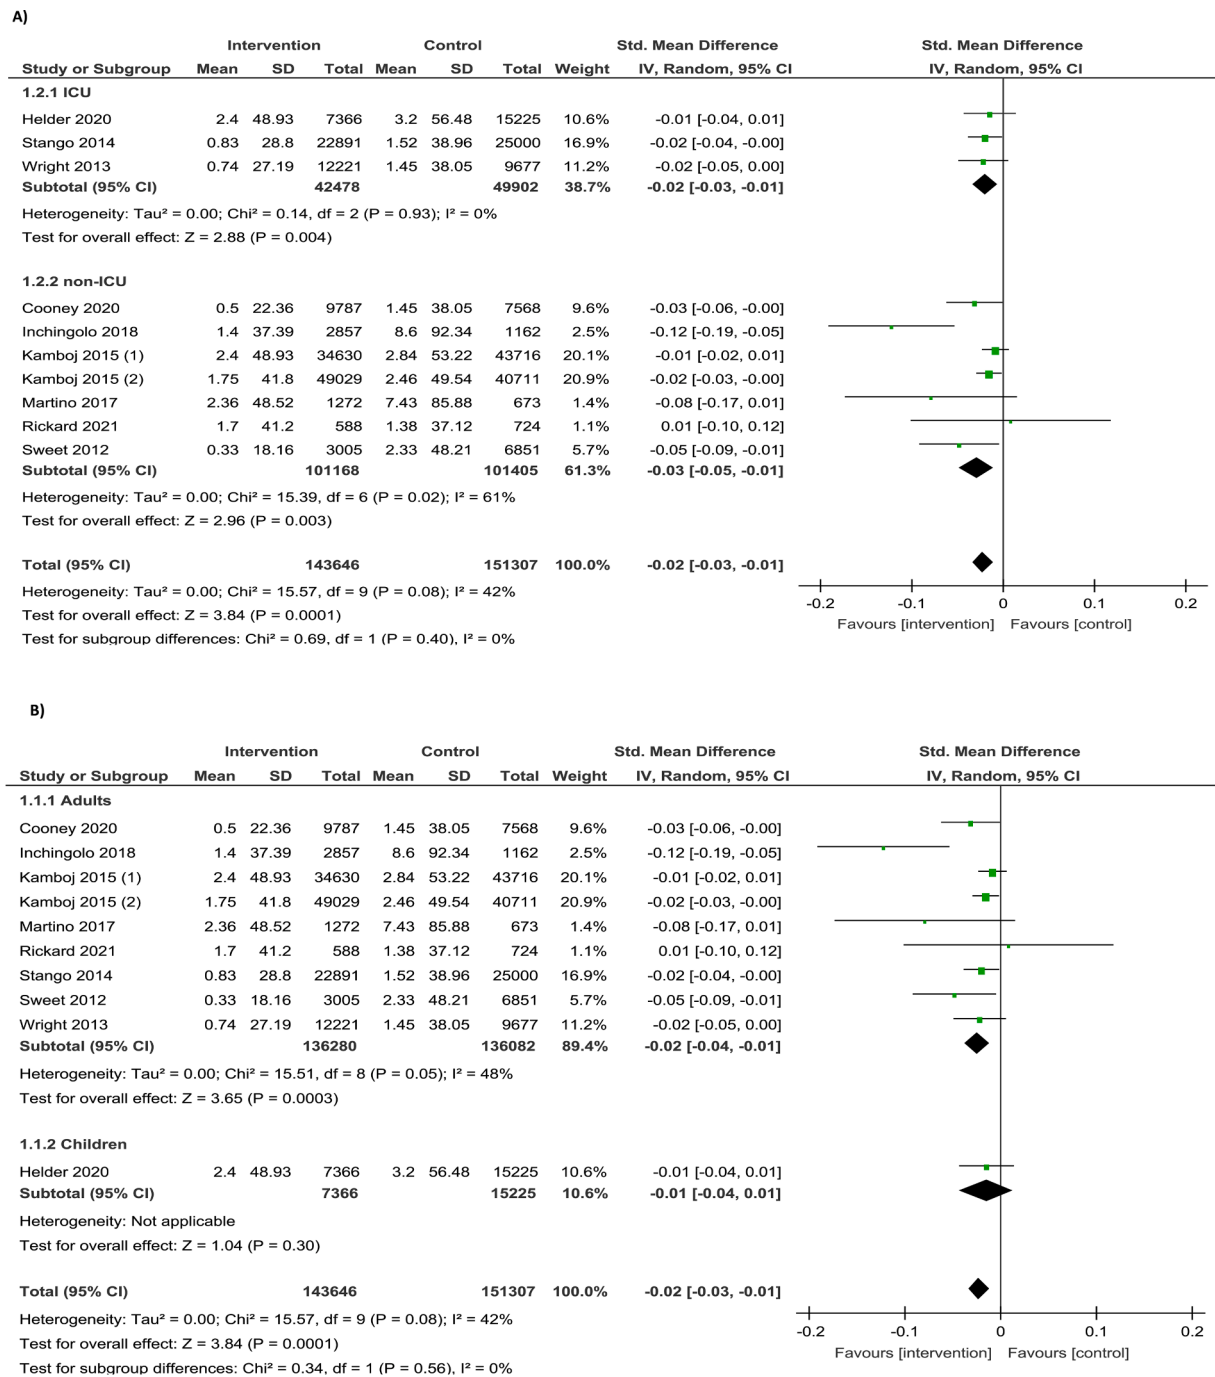 A)
Intervention Control Std. Mean Difference Std. Mean Difference
Study or Subgroup Mean SD Total Mean SD Total Weight IV, Random, 95% CI IV, Random, 95% CI
1.2.1 ICU
Helder 2020 2.4 48.93 7366 3.2 56.48 15225 10.6% -0.01 [-0.04, 0.01]
Stango 2014 0.83 28.8 22891 1.52 38.96 25000 16.9% -0.02 [-0.04, -0.00]
Wright 2013 0.74 27.19 12221 1.45 38.05 9677 11.2% -0.02 [-0.05, 0.00]
Subtotal (95% CI) 42478 49902 38.7% -0.02 [-0.03, -0.01]
Heterogeneity: Tau² = 0.00; Chi² = 0.14, df = 2 (P = 0.93); I² = 0%
Test for overall effect: Z = 2.88 (P = 0.004)
1.2.2 non-ICU
Cooney 2020 0.5 22.36 9787 1.45 38.05 7568 9.6% -0.03 [-0.06, -0.00]
Inchingolo 2018 1.4 37.39 2857 8.6 92.34 1162 2.5% -0.12 [-0.19, -0.05]
Kamboj 2015 (1) 2.4 48.93 34630 2.84 53.22 43716 20.1% -0.01 [-0.02, 0.01]
Kamboj 2015 (2) 1.75 41.8 49029 2.46 49.54 40711 20.9% -0.02 [-0.03, -0.00]
Martino 2017 2.36 48.52 1272 7.43 85.88 673 1.4% -0.08 [-0.17, 0.01]
Rickard 2021 1.7 41.2 588 1.38 37.12 724 1.1% 0.01 [-0.10, 0.12]
Sweet 2012 0.33 18.16 3005 2.33 48.21 6851 5.7% -0.05 [-0.09, -0.01]
Subtotal (95% CI) 101168 101405 61.3% -0.03 [-0.05, -0.01]
Heterogeneity: Tau² = 0.00; Chi² = 15.39, df = 6 (P = 0.02); I² = 61%
Test for overall effect: Z = 2.96 (P = 0.003)
Total (95% CI) 143646 151307 100.0% -0.02 [-0.03, -0.01]
Heterogeneity: Tau² = 0.00; Chi² = 15.57, df = 9 (P = 0.08); I² = 42%
Test for overall effect: Z = 3.84 (P = 0.0001)
Test for subgroup differences: Chi² = 0.69, df = 1 (P = 0.40), I² = 0%
-0.2 -0.1 0 0.1 0.2
Favours [intervention] Favours [control]
B)
Intervention Control Std. Mean Difference Std. Mean Difference
Study or Subgroup Mean SD Total Mean SD Total Weight IV, Random, 95% CI IV, Random, 95% CI
1.1.1 Adults
Cooney 2020 0.5 22.36 9787 1.45 38.05 7568 9.6% -0.03 [-0.06, -0.00]
Inchingolo 2018 1.4 37.39 2857 8.6 92.34 1162 2.5% -0.12 [-0.19, -0.05]
Kamboj 2015 (1) 2.4 48.93 34630 2.84 53.22 43716 20.1% -0.01 [-0.02, 0.01]
Kamboj 2015 (2) 1.75 41.8 49029 2.46 49.54 40711 20.9% -0.02 [-0.03, -0.00]
Martino 2017 2.36 48.52 1272 7.43 85.88 673 1.4% -0.08 [-0.17, 0.01]
Rickard 2021 1.7 41.2 588 1.38 37.12 724 1.1% 0.01 [-0.10, 0.12]
Stango 2014 0.83 28.8 22891 1.52 38.96 25000 16.9% -0.02 [-0.04, -0.00]
Sweet 2012 0.33 18.16 3005 2.33 48.21 6851 5.7% -0.05 [-0.09, -0.01]
Wright 2013 0.74 27.19 12221 1.45 38.05 9677 11.2% -0.02 [-0.05, 0.00]
Subtotal (95% CI) 136280 136082 89.4% -0.02 [-0.04, -0.01]
Heterogeneity: Tau² = 0.00; Chi² = 15.51, df = 8 (P = 0.05); I² = 48%
Test for overall effect: Z = 3.65 (P = 0.0003)
1.1.2 Children
Helder 2020 2.4 48.93 7366 3.2 56.48 15225 10.6% -0.01 [-0.04, 0.01]
Subtotal (95% CI) 7366 15225 10.6% -0.01 [-0.04, 0.01]
Heterogeneity: Not applicable
Test for overall effect: Z = 1.04 (P = 0.30)
Total (95% CI) 143646 151307 100.0% -0.02 [-0.03, -0.01]
Heterogeneity: Tau² = 0.00; Chi² = 15.57, df = 9 (P = 0.08); I² = 42%
Test for overall effect: Z = 3.84 (P = 0.0001)
Test for subgroup differences: Chi² = 0.34, df = 1 (P = 0.56), I² = 0%
-0.2 -0.1 0 0.1 0.2
Favours [intervention] Favours [control]